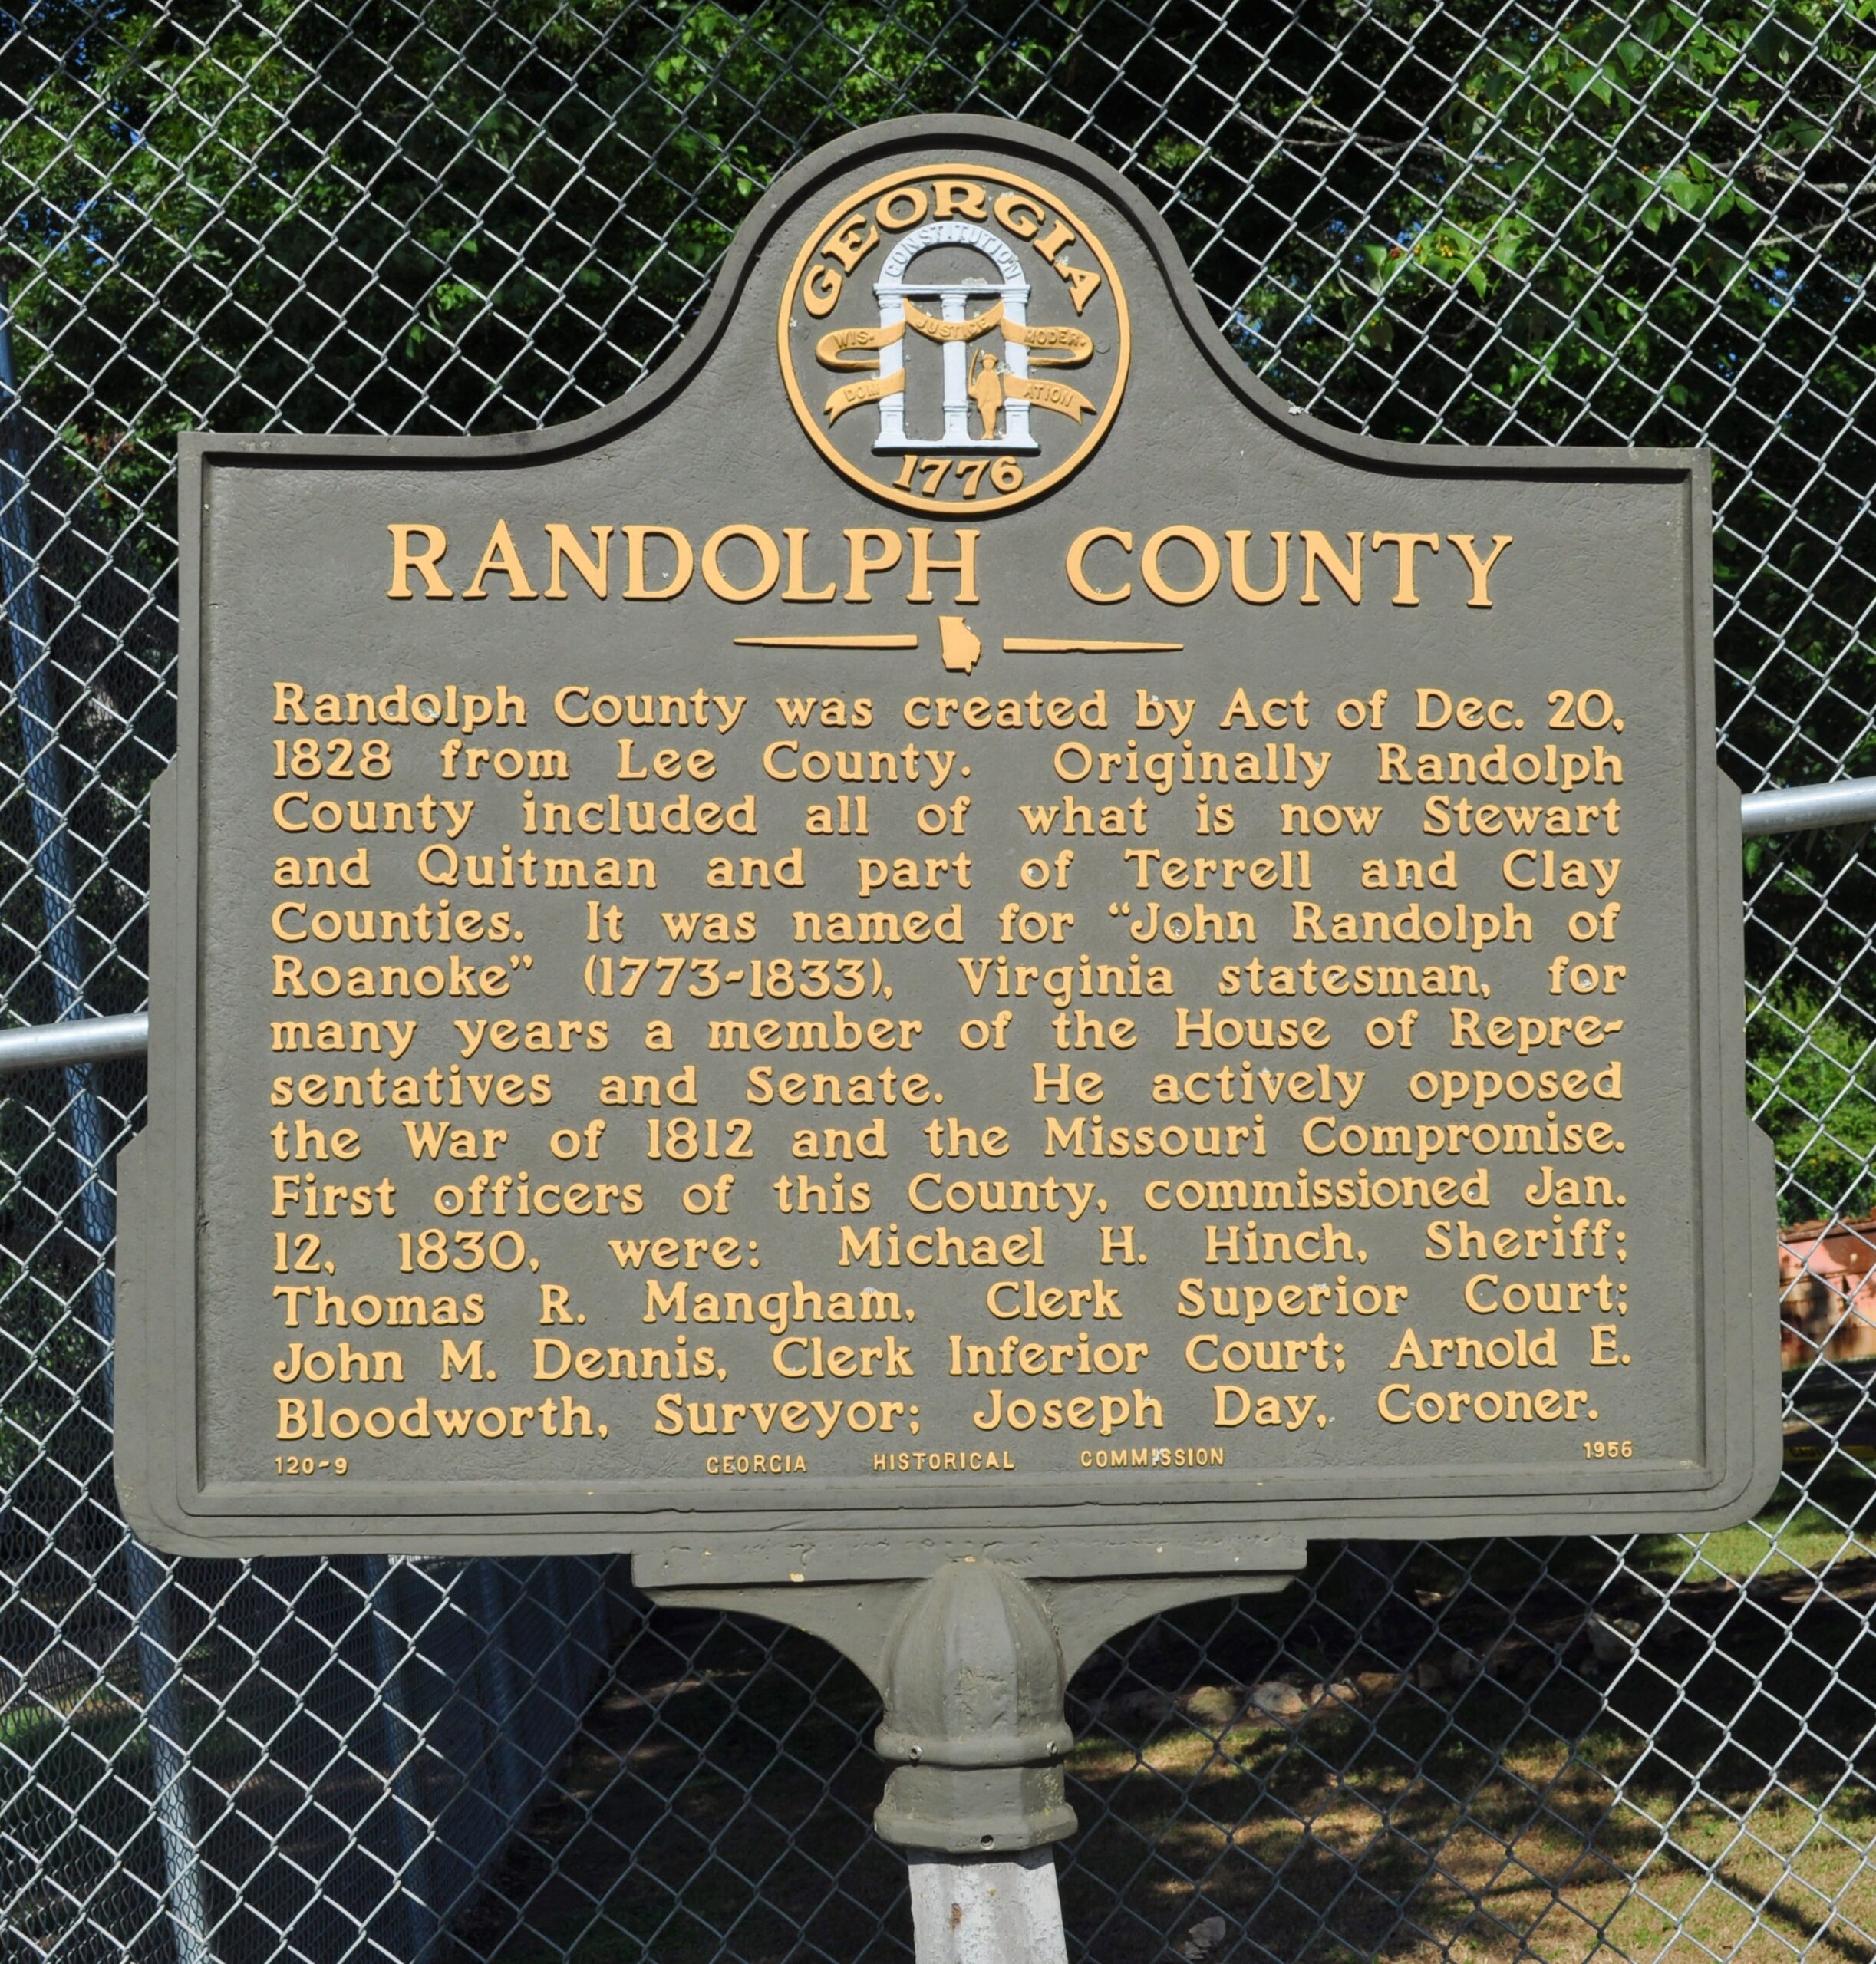 GEORGIA
CONSTITUTION
WIS- JUSTICE MODER-
DOM ATION
1776
RANDOLPH COUNTY
Randolph County was created by Act of Dec. 20,
1828 from Lee County. Originally Randolph
County included all of what is now Stewart
and Quitman and part of Terrell and Clay
Counties. It was named for “John Randolph of
Roanoke” (1773-1833), Virginia statesman, for
many years a member of the House of Repre-
sentatives and Senate. He actively opposed
the War of 1812 and the Missouri Compromise.
First officers of this County, commissioned Jan.
12, 1830, were: Michael H. Hinch, Sheriff;
Thomas R. Mangham, Clerk Superior Court;
John M. Dennis, Clerk Inferior Court; Arnold E.
Bloodworth, Surveyor; Joseph Day, Coroner.
120-9 GEORGIA HISTORICAL COMMISSION 1956